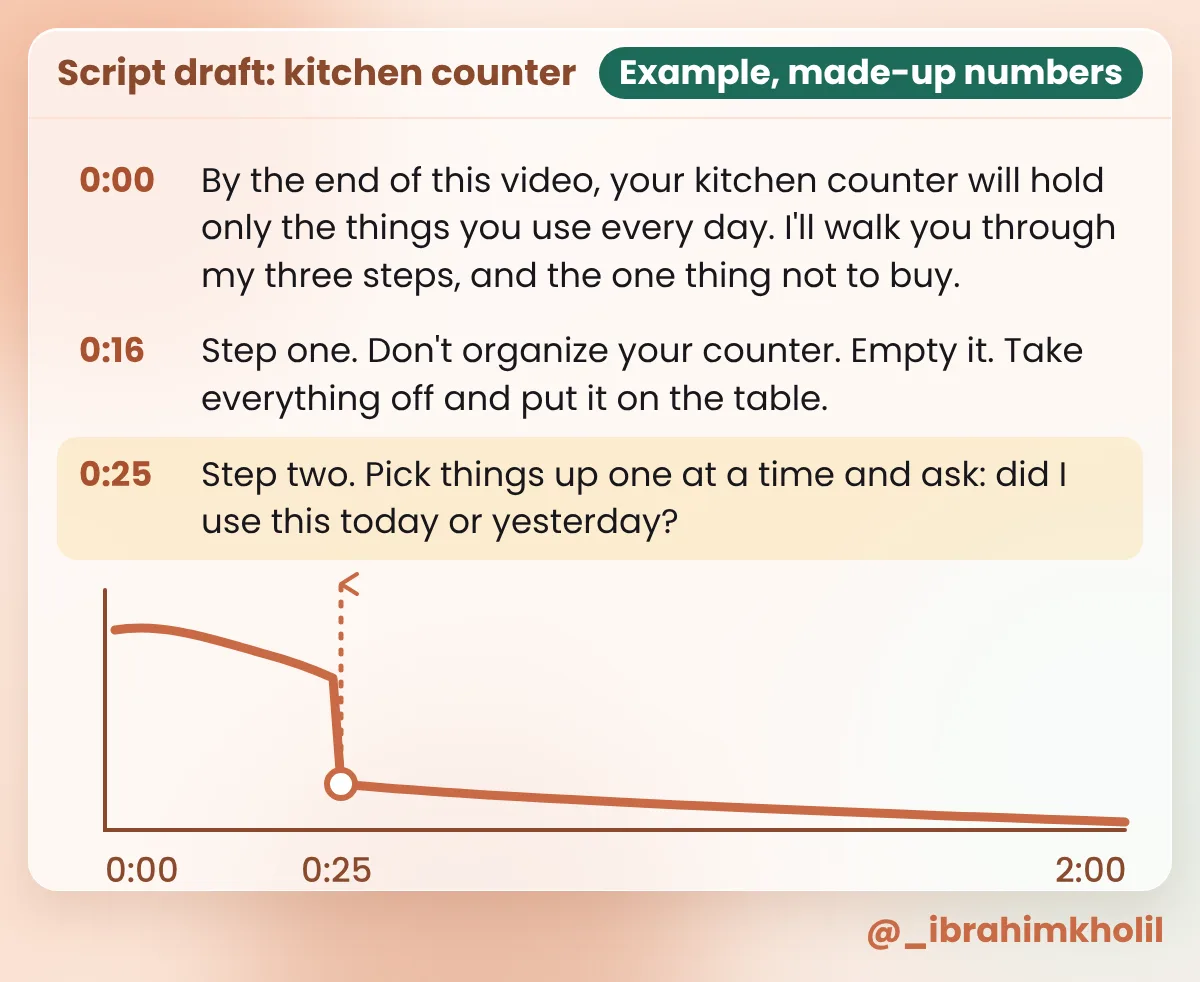 Script draft: kitchen counter
Example, made-up numbers
0:00
By the end of this video, your kitchen counter will hold
only the things you use every day. I'll walk you through
my three steps, and the one thing not to buy.
0:16
Step one. Don't organize your counter. Empty it. Take
everything off and put it on the table.
0:25
Step two. Pick things up one at a time and ask: did I
use this today or yesterday?
0:00
0:25
2:00
@_ibrahimkholil